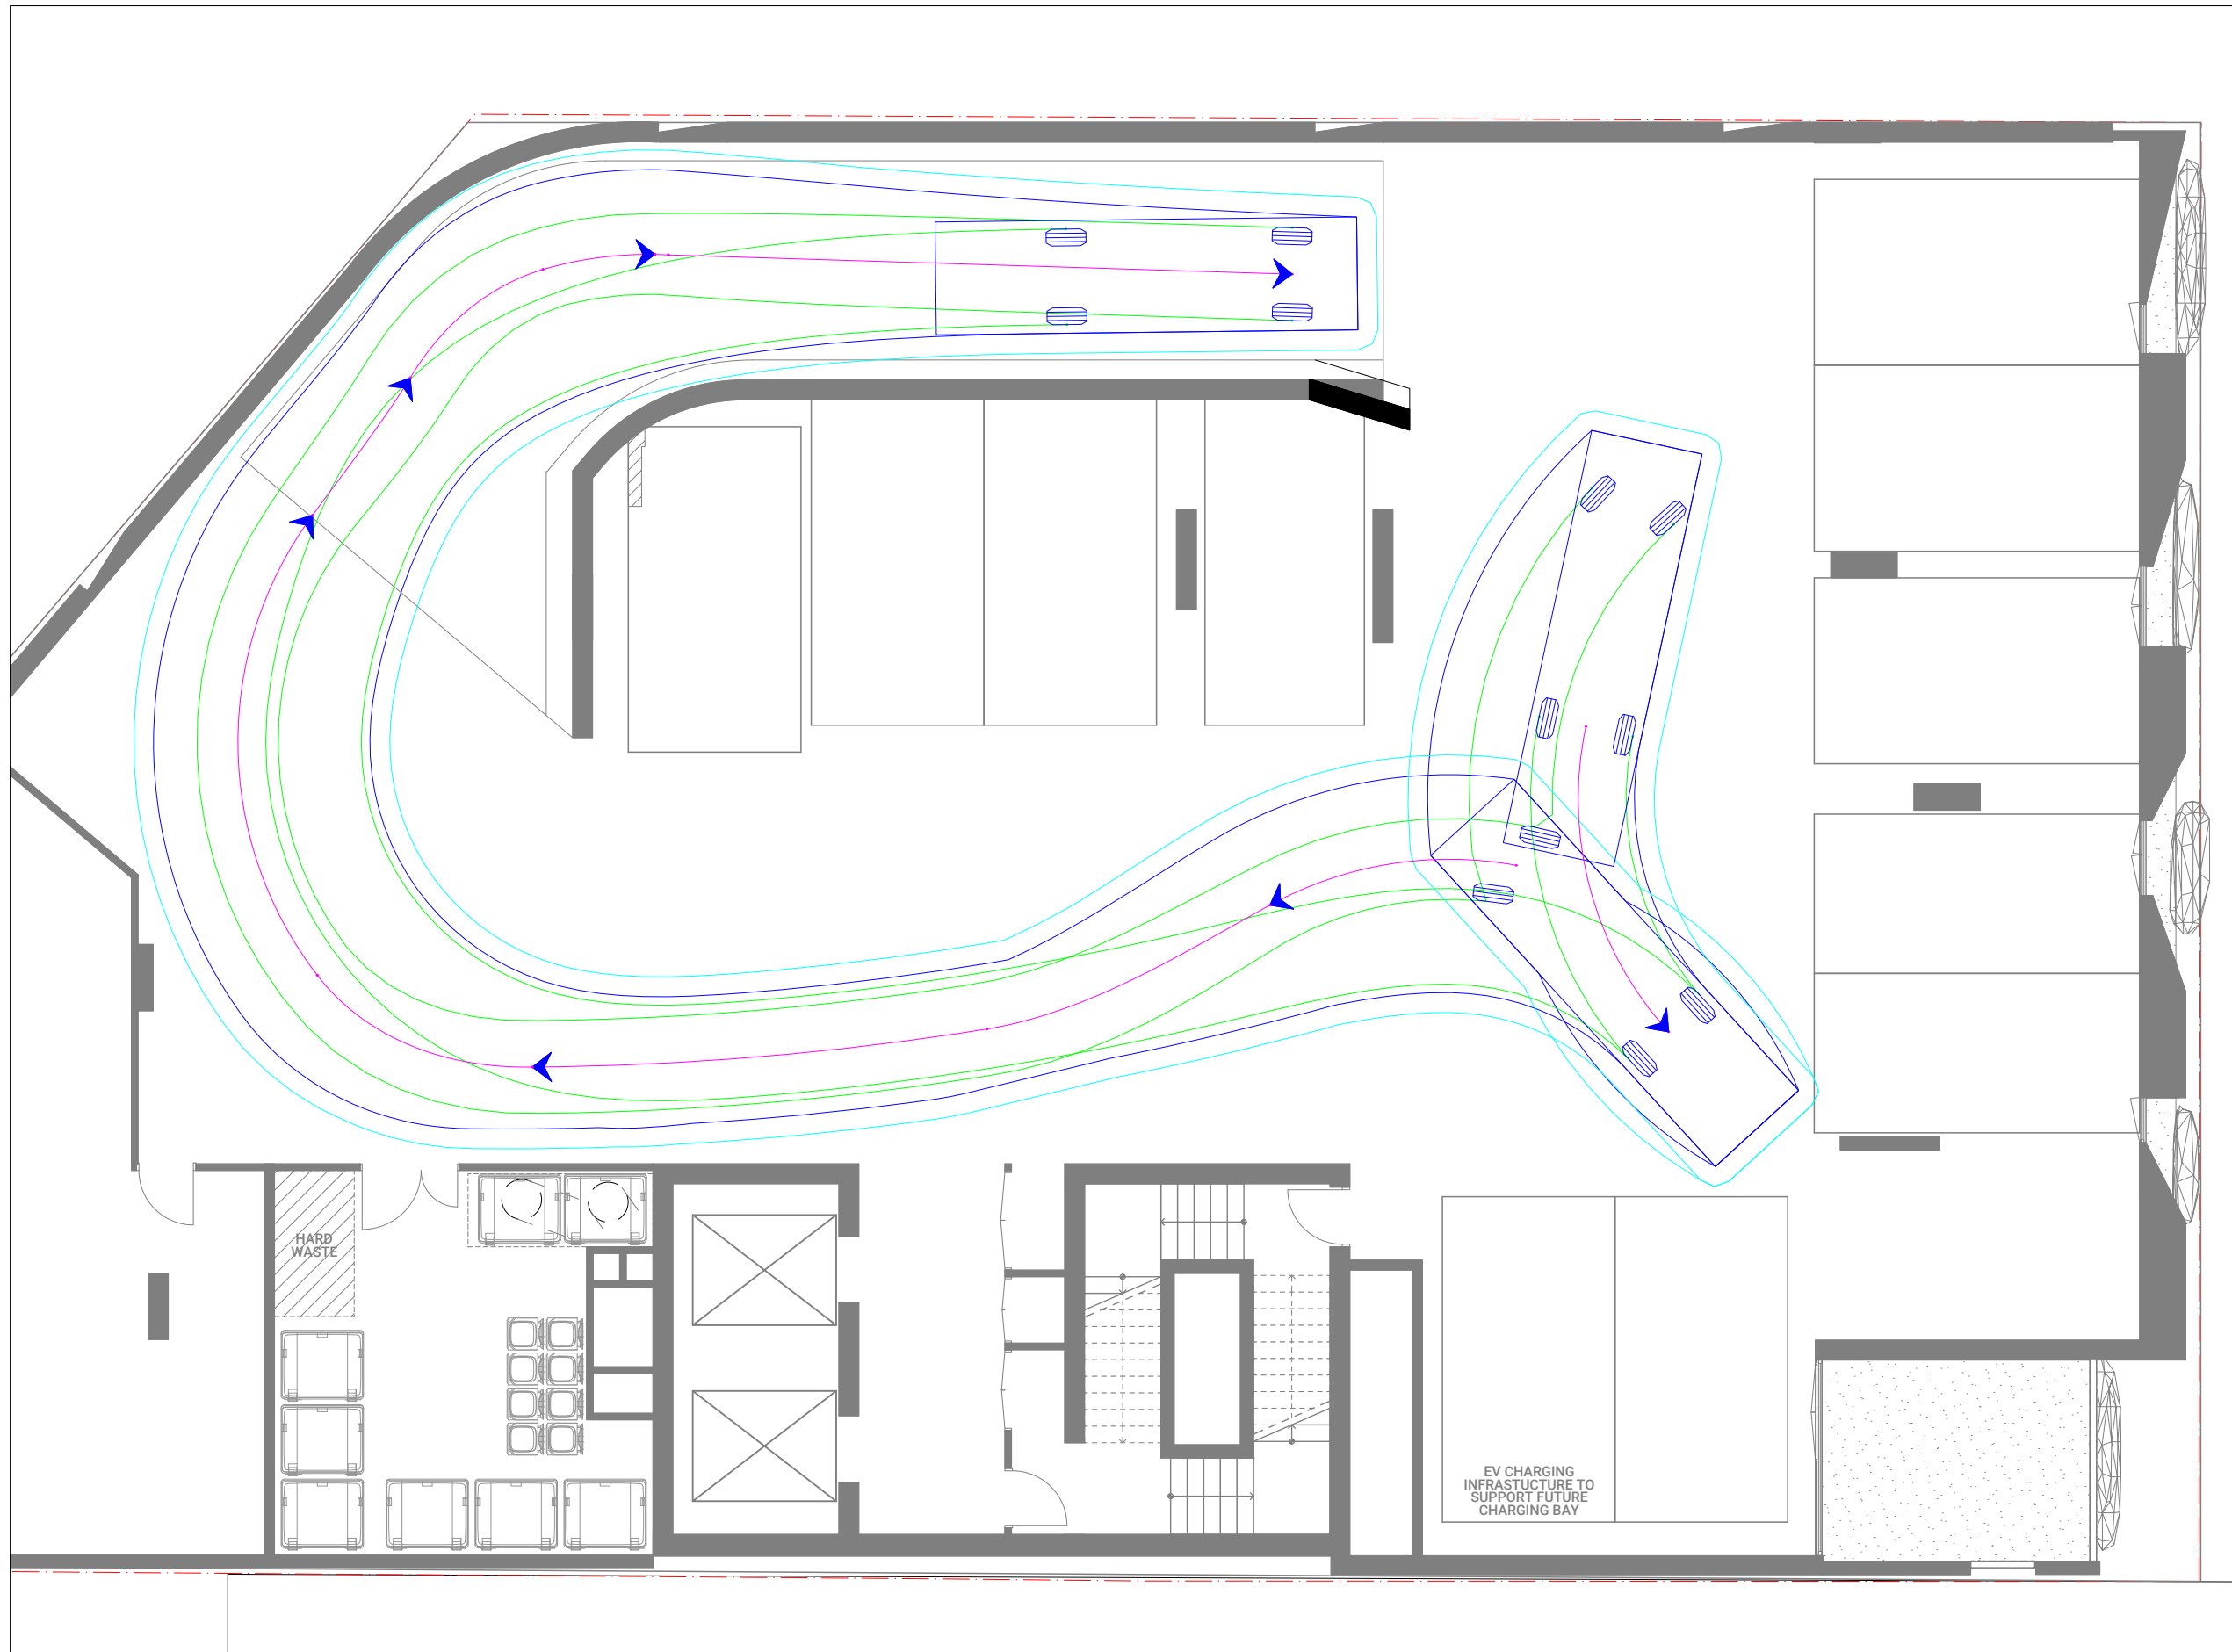 HARD
WASTE
EV CHARGING
INFRASTUCTURE TO
SUPPORT FUTURE
CHARGING BAY